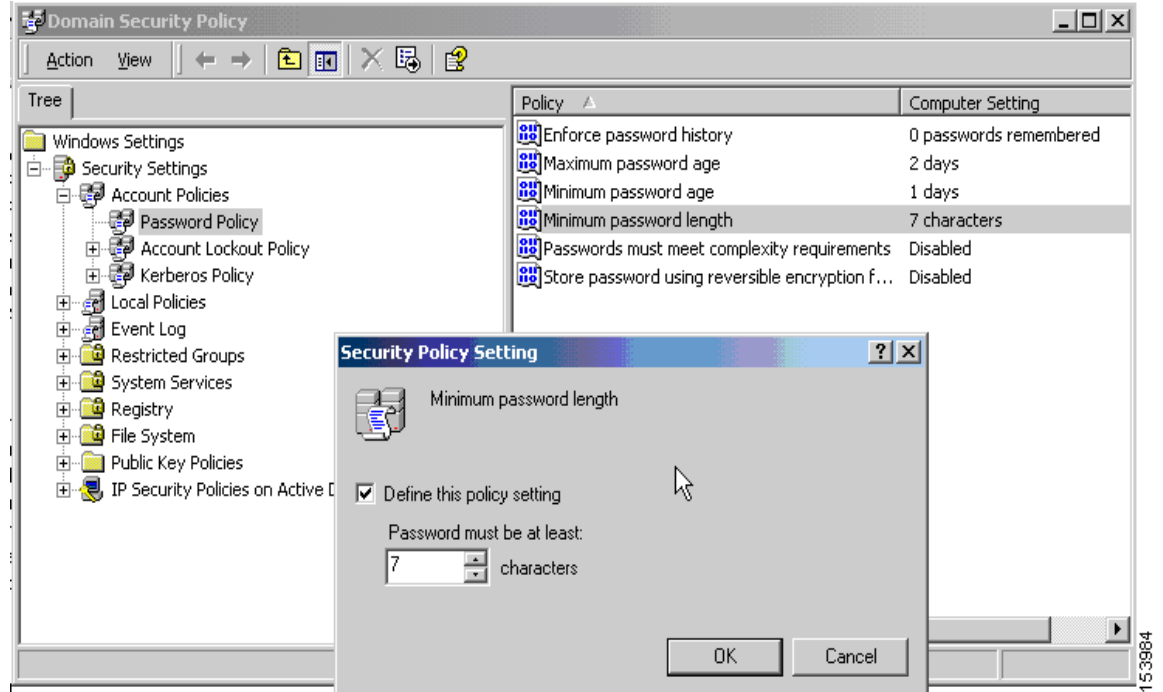 Domain Security Policy
Action View
Tree
Policy Computer Setting
Windows Settings
Security Settings
Account Policies
Password Policy
Account Lockout Policy
Kerberos Policy
Local Policies
Event Log
Restricted Groups
System Services
Registry
File System
Public Key Policies
IP Security Policies on Active D
Enforce password history 0 passwords remembered
Maximum password age 2 days
Minimum password age 1 days
Minimum password length 7 characters
Passwords must meet complexity requirements Disabled
Store password using reversible encryption f... Disabled
Security Policy Setting
Minimum password length
Define this policy setting
Password must be at least:
7 characters
OK Cancel
153984